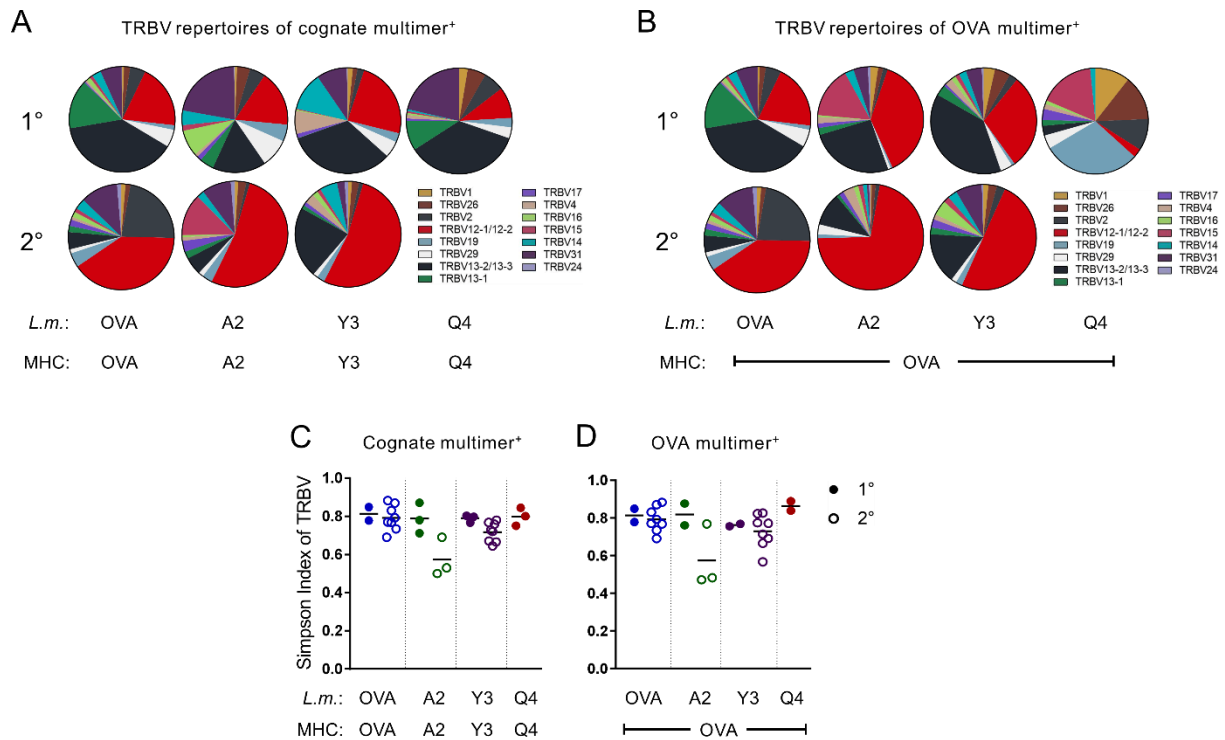 A
TRBV repertoires of cognate multimer⁺
1°
2°
TRBV1
TRBV26
TRBV2
TRBV12-1/12-2
TRBV19
TRBV29
TRBV13-2/13-3
TRBV13-1
TRBV17
TRBV4
TRBV16
TRBV15
TRBV14
TRBV31
TRBV24
L.m.: OVA A2 Y3 Q4
MHC: OVA A2 Y3 Q4
B
TRBV repertoires of OVA multimer⁺
1°
2°
TRBV1
TRBV26
TRBV2
TRBV12-1/12-2
TRBV19
TRBV29
TRBV13-2/13-3
TRBV13-1
TRBV17
TRBV4
TRBV16
TRBV15
TRBV14
TRBV31
TRBV24
L.m.: OVA A2 Y3 Q4
MHC: OVA
C
Cognate multimer⁺
Simpson Index of TRBV
1.0
0.8
0.6
0.4
0.2
0.0
L.m.: OVA A2 Y3 Q4
MHC: OVA A2 Y3 Q4
D
OVA multimer⁺
1.0
0.8
0.6
0.4
0.2
0.0
OVA A2 Y3 Q4
OVA
1°
2°